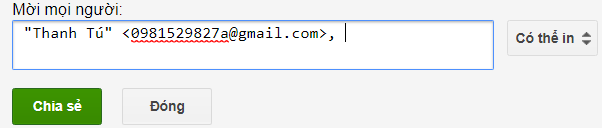 Mời mọi người:
"Thanh Tú" <0981529827a@gmail.com>,
Có thể in
Chia sẻ
Đóng